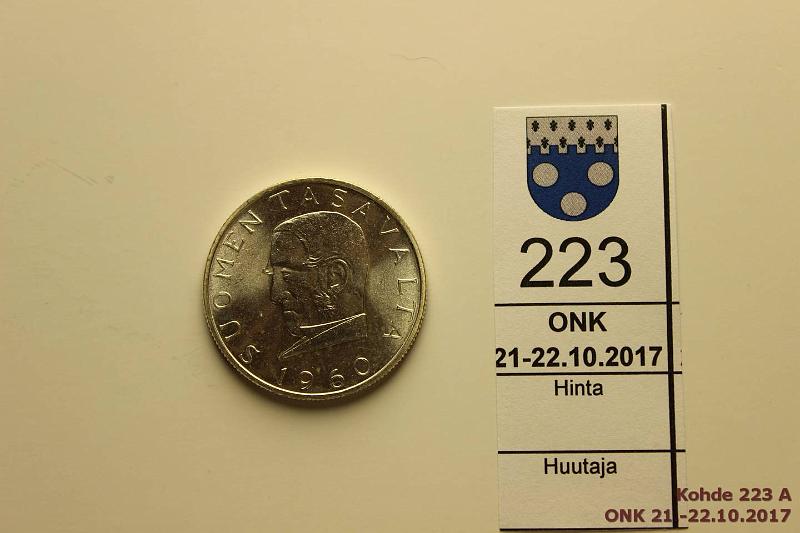 SUOMEN TASAVALTA
1960
223
ONK
21-22.10.2017
Hinta
Huutaja
Kohde 223 A
ONK 21 -22.10.2017